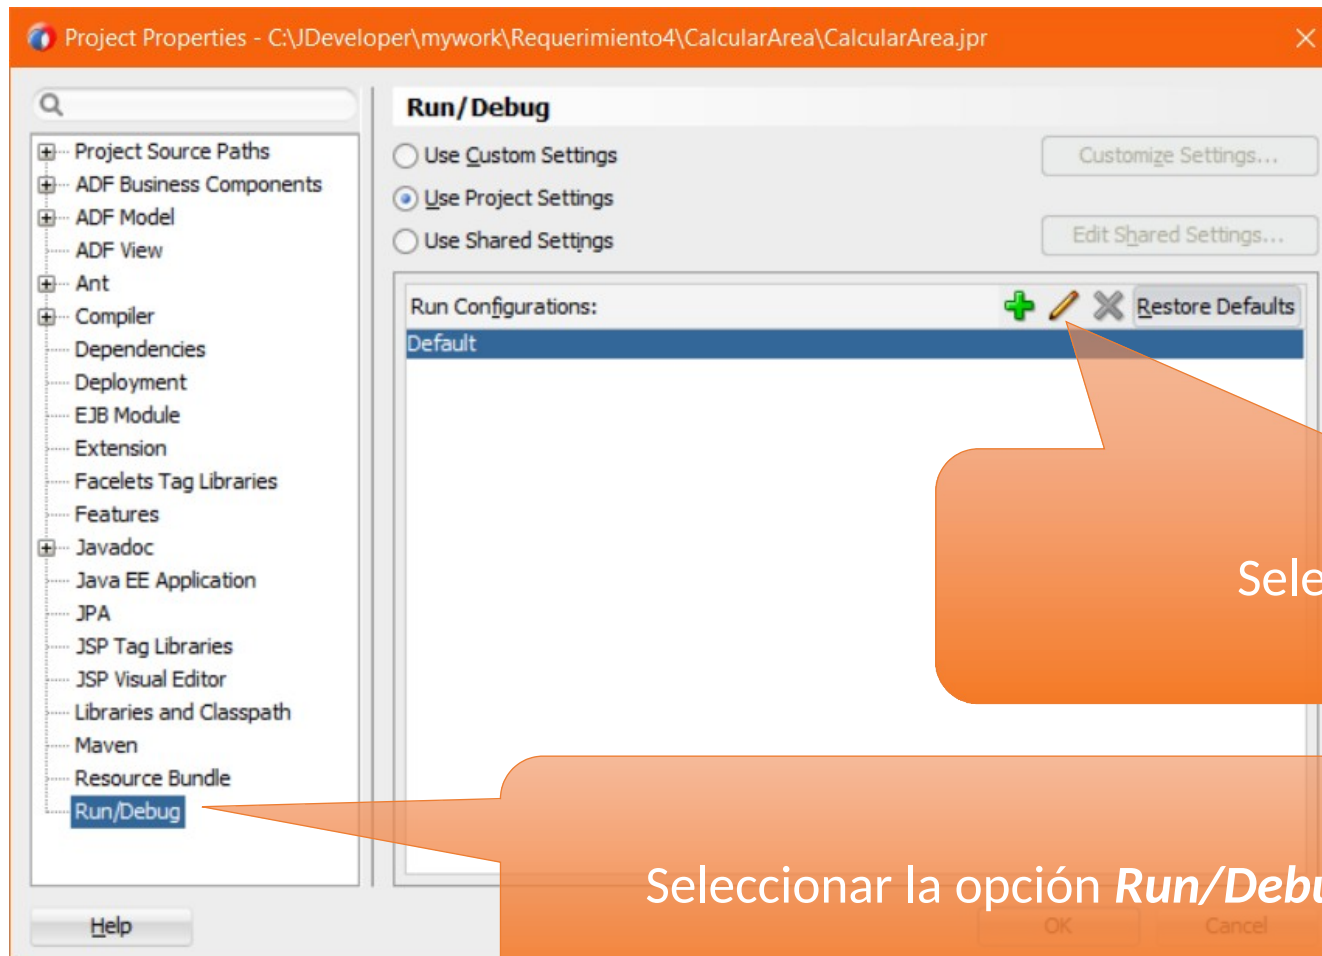 Project Properties - C:\JDeveloper\mywork\Requerimiento4\CalcularArea\CalcularArea.jpr
Run/Debug
Project Source Paths
ADF Business Components
ADF Model
ADF View
Ant
Compiler
Dependencies
Deployment
EJB Module
Extension
Facelets Tag Libraries
Features
Javadoc
Java EE Application
JPA
JSP Tag Libraries
JSP Visual Editor
Libraries and Classpath
Maven
Resource Bundle
Run/Debug
Use Custom Settings
Customize Settings...
Use Project Settings
Use Shared Settings
Edit Shared Settings...
Run Configurations:
Restore Defaults
Default
Sele
Seleccionar la opción Run/Debu
Help
OK
Cancel